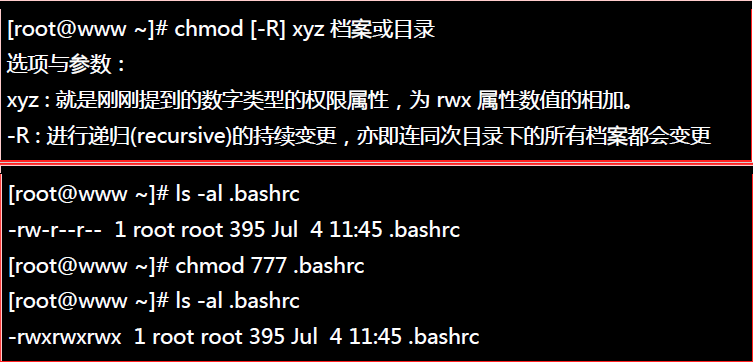 [root@www ~]# chmod [-R] xyz 档案或目录
选项与参数：
xyz : 就是刚刚提到的数字类型的权限属性，为 rwx 属性数值的相加。
-R : 进行递归(recursive)的持续变更，亦即连同次目录下的所有档案都会变更
[root@www ~]# ls -al .bashrc
-rw-r--r--  1 root root 395 Jul  4 11:45 .bashrc
[root@www ~]# chmod 777 .bashrc
[root@www ~]# ls -al .bashrc
-rwxrwxrwx  1 root root 395 Jul  4 11:45 .bashrc